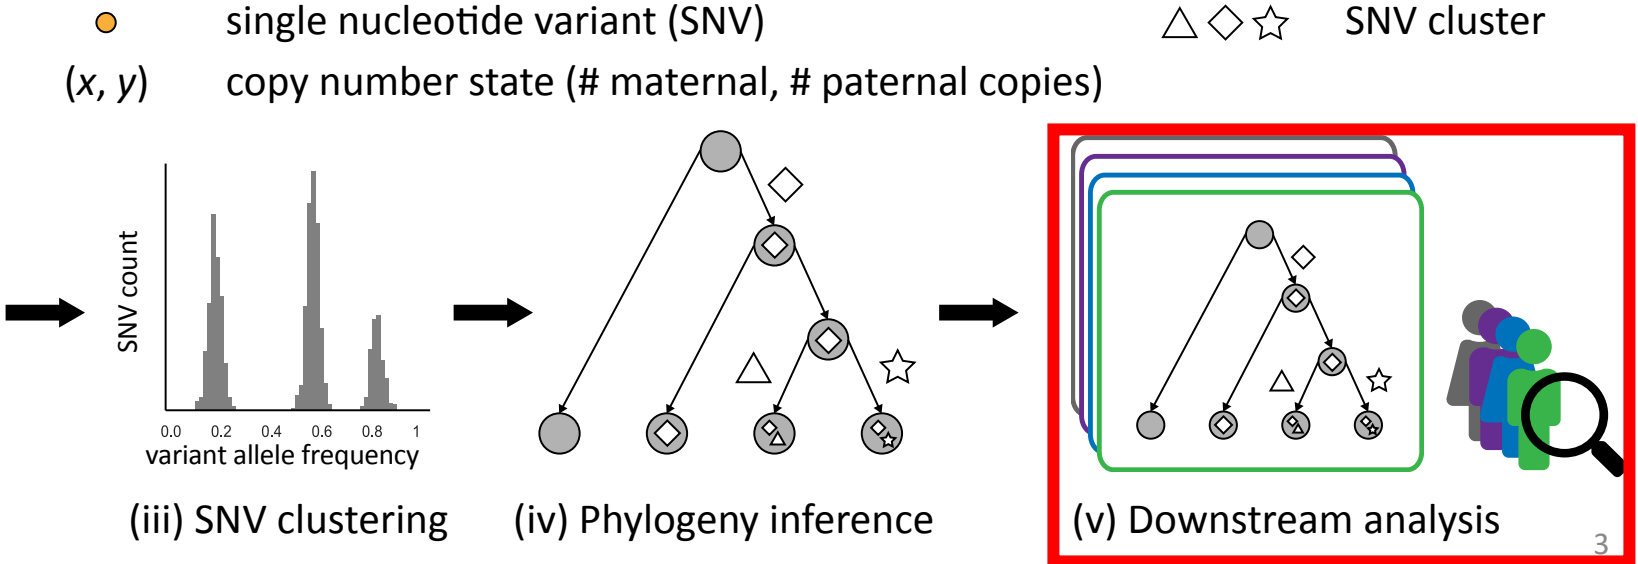 single nucleotide variant (SNV)
SNV cluster
(x, y) copy number state (# maternal, # paternal copies)
SNV count
0.0 0.2 0.4 0.6 0.8 1
variant allele frequency
(iii) SNV clustering
(iv) Phylogeny inference
(v) Downstream analysis
3